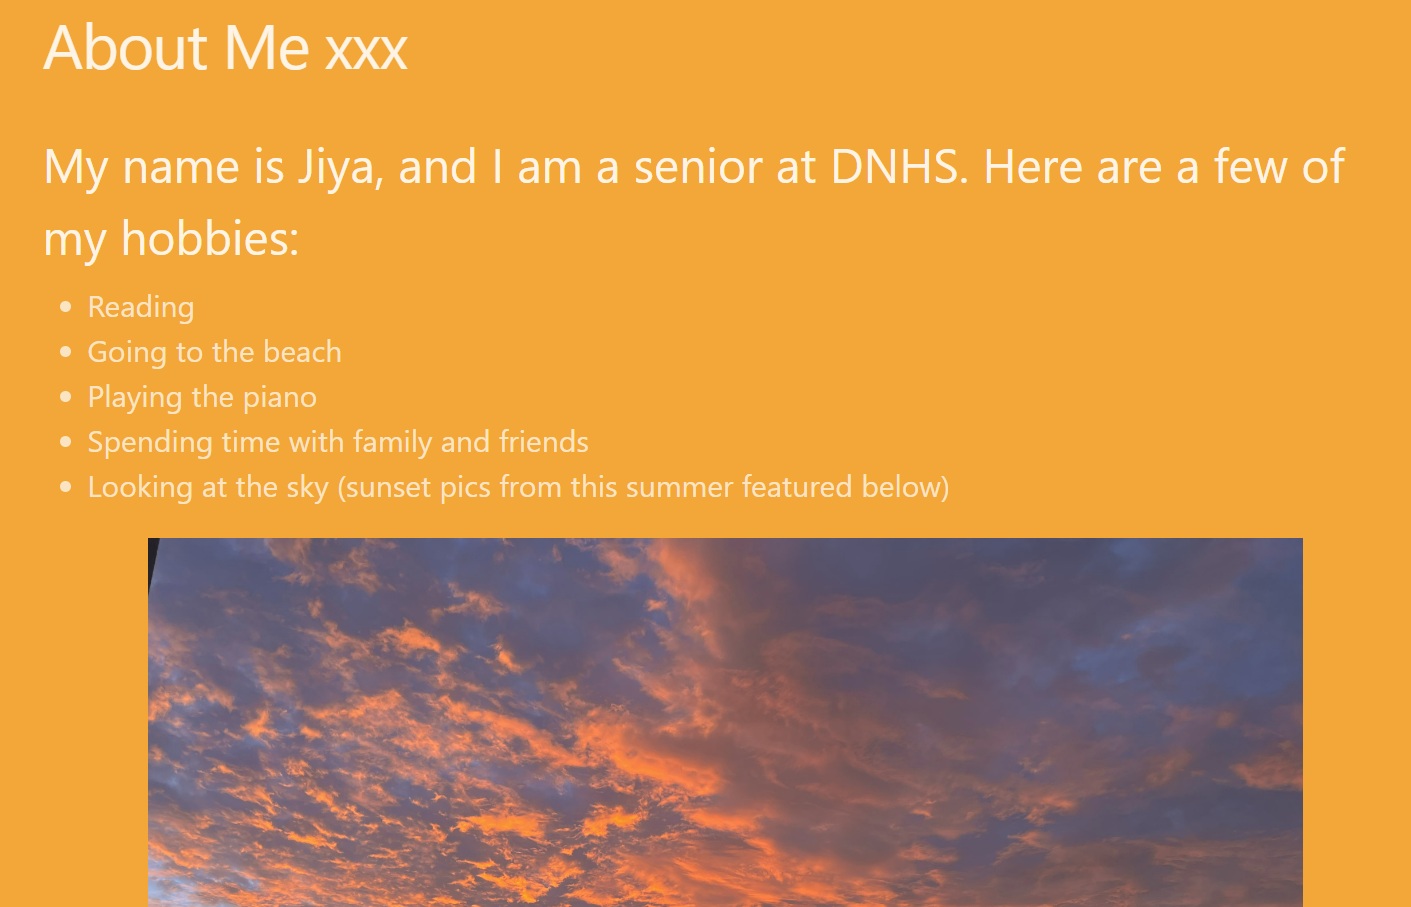 About Me xxx
My name is Jiya, and I am a senior at DNHS. Here are a few of
my hobbies:
Reading
Going to the beach
Playing the piano
Spending time with family and friends
Looking at the sky (sunset pics from this summer featured below)